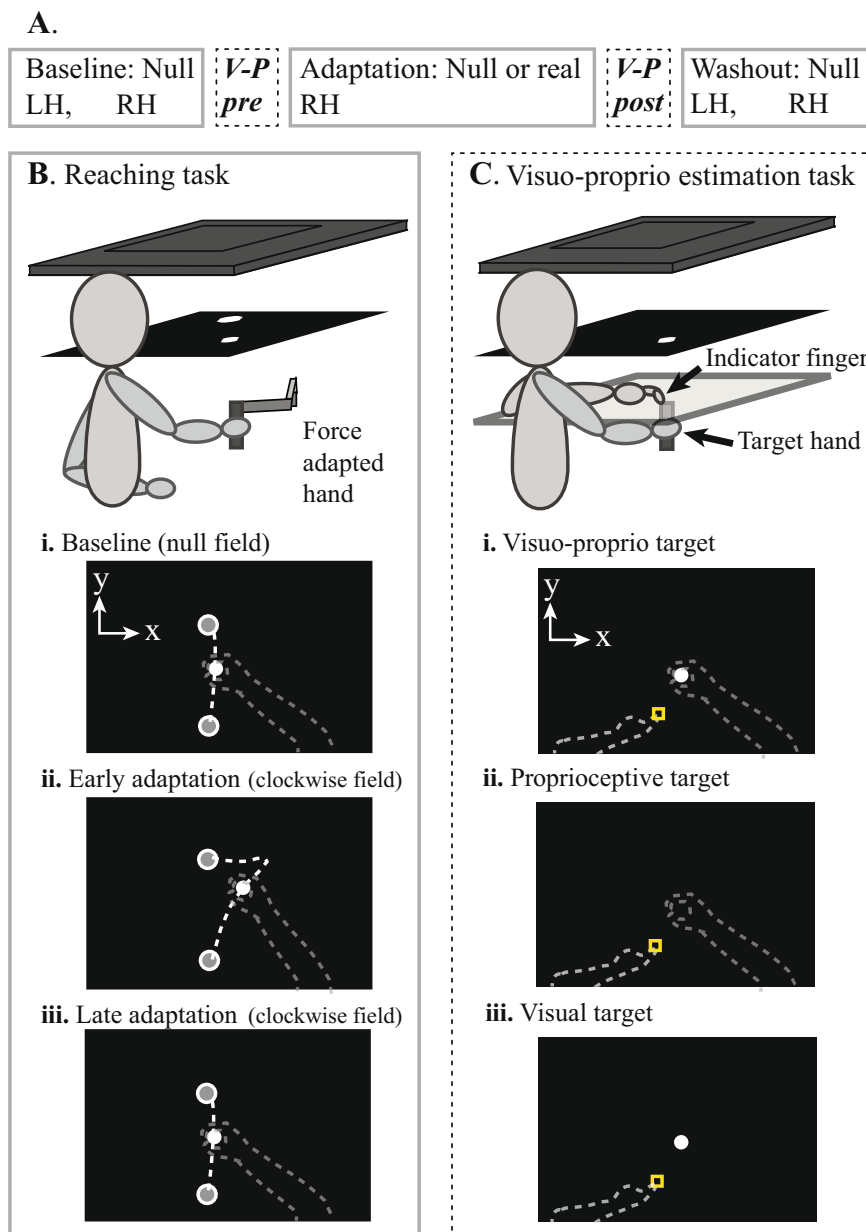 A.
Baseline: Null
LH, RH
V-P
pre
Adaptation: Null or real
RH
V-P
post
Washout: Null
LH, RH
B. Reaching task
Force
adapted
hand
i. Baseline (null field)
y
x
ii. Early adaptation (clockwise field)
iii. Late adaptation (clockwise field)
C. Visuo-proprio estimation task
Indicator finger
Target hand
i. Visuo-proprio target
y
x
ii. Proprioceptive target
iii. Visual target